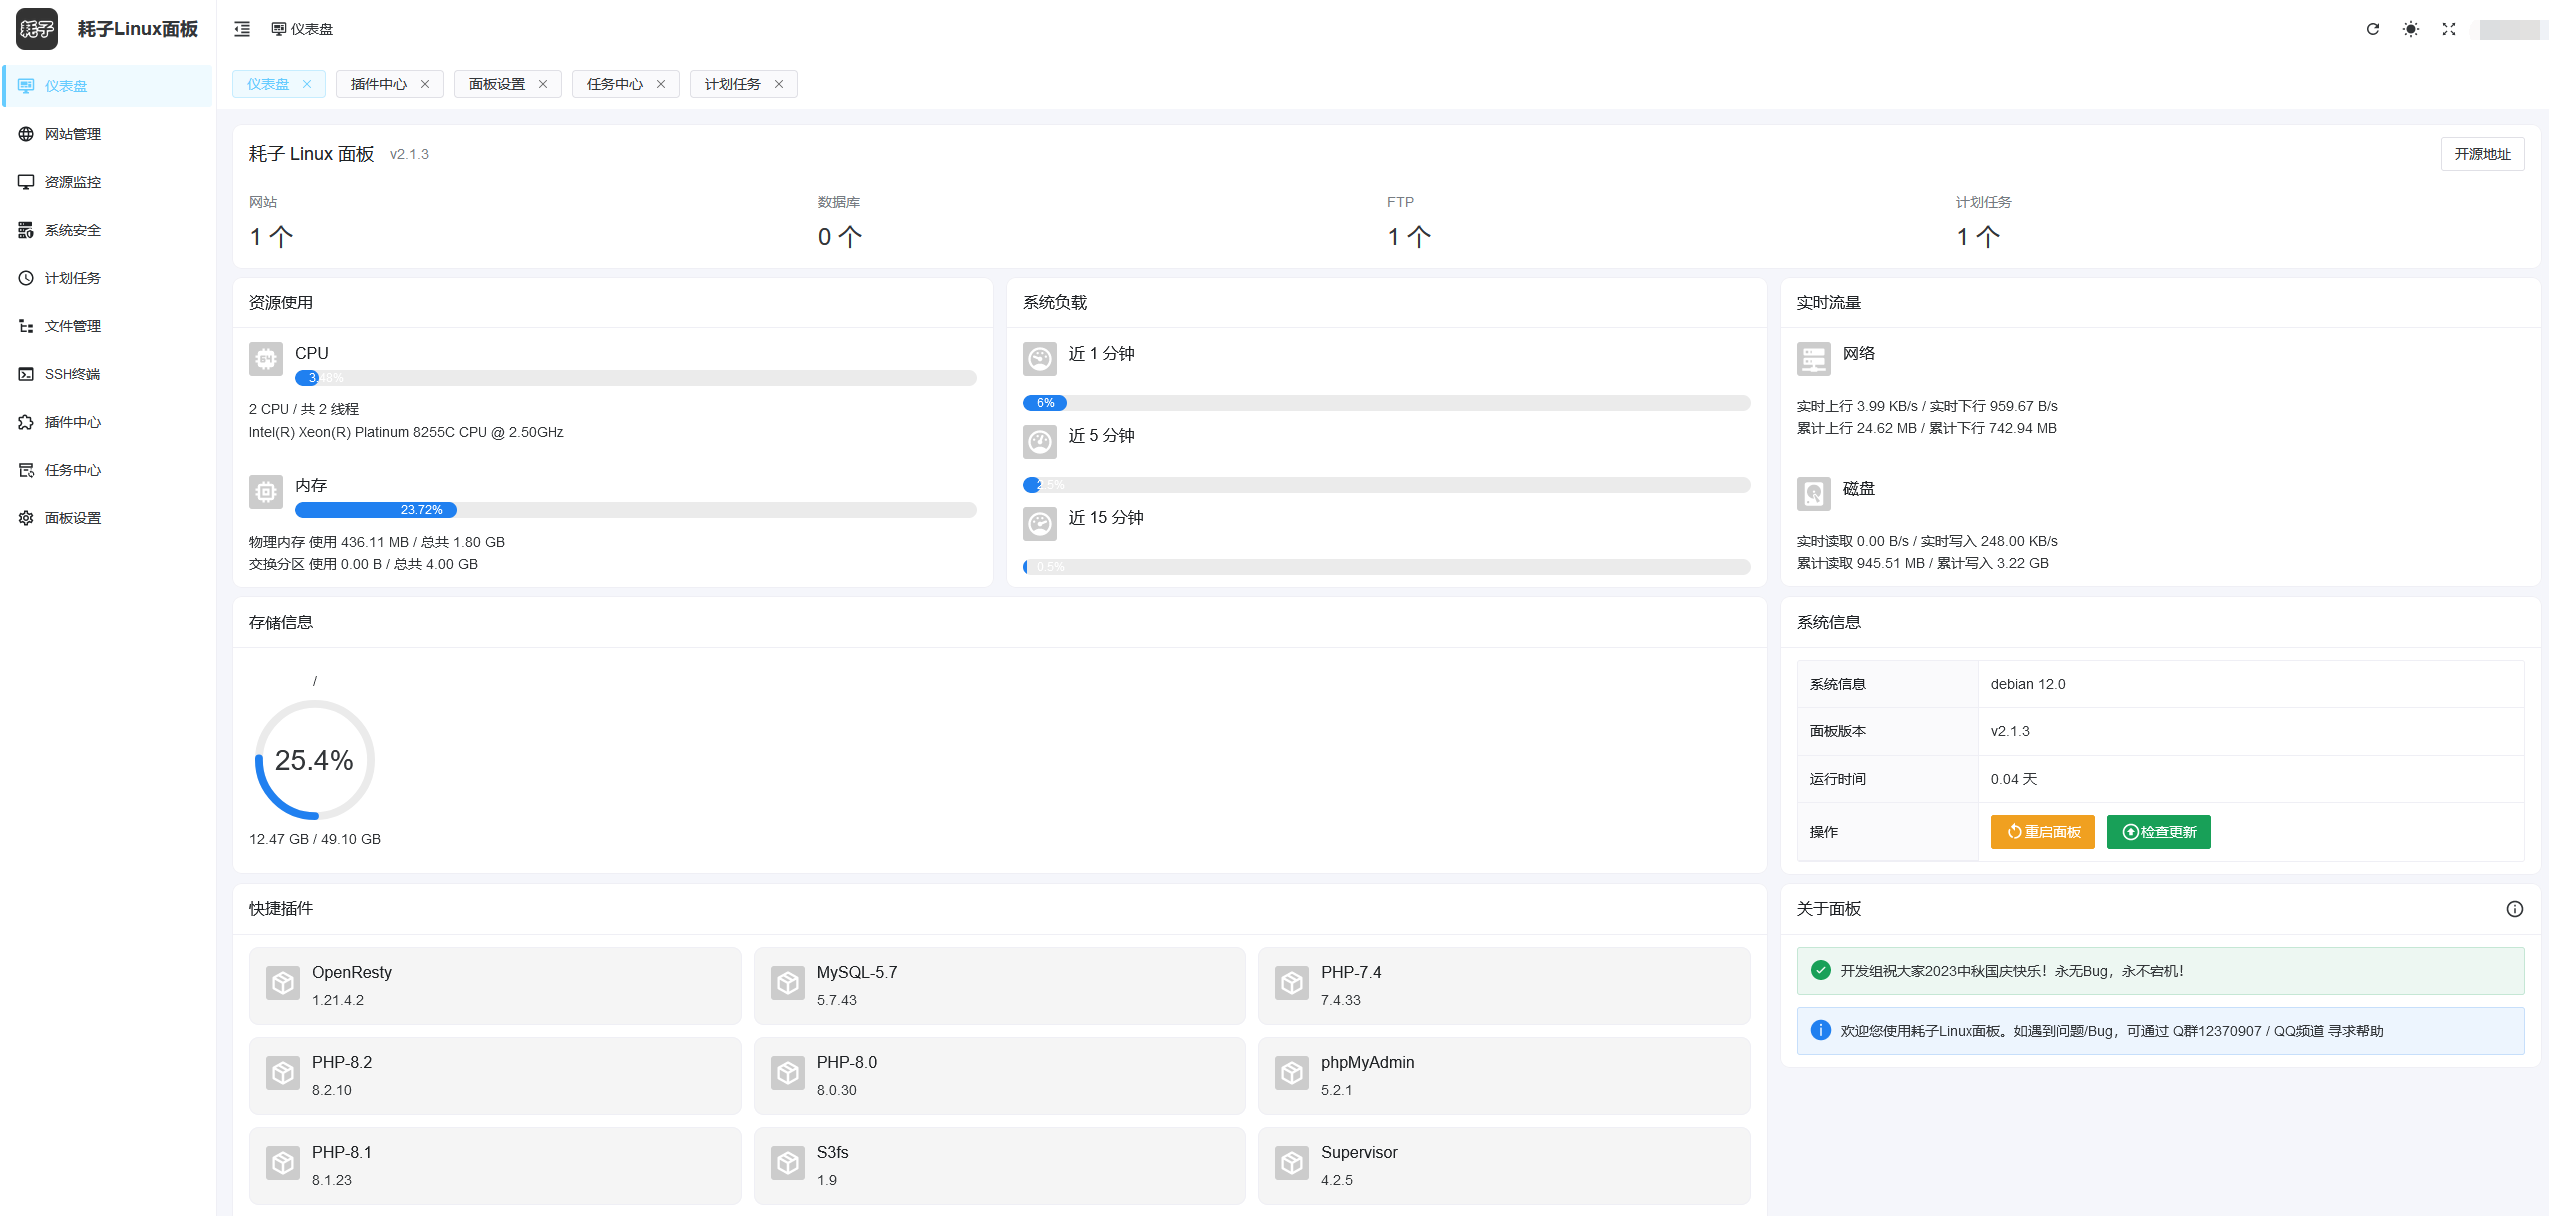 耗子
耗子Linux面板
仪表盘
仪表盘
网站管理
资源监控
系统安全
计划任务
文件管理
SSH终端
插件中心
任务中心
面板设置
仪表盘
插件中心
面板设置
任务中心
计划任务
耗子 Linux 面板 v2.1.3
开源地址
网站
1 个
数据库
0 个
FTP
1 个
计划任务
1 个
资源使用
64
CPU
3.48%
2 CPU / 共 2 线程
Intel(R) Xeon(R) Platinum 8255C CPU @ 2.50GHz
内存
23.72%
物理内存 使用 436.11 MB / 总共 1.80 GB
交换分区 使用 0.00 B / 总共 4.00 GB
系统负载
近 1 分钟
6%
近 5 分钟
2.5%
近 15 分钟
0.5%
实时流量
网络
实时上行 3.99 KB/s / 实时下行 959.67 B/s
累计上行 24.62 MB / 累计下行 742.94 MB
磁盘
实时读取 0.00 B/s / 实时写入 248.00 KB/s
累计读取 945.51 MB / 累计写入 3.22 GB
存储信息
/
25.4%
12.47 GB / 49.10 GB
系统信息
系统信息 debian 12.0
面板版本 v2.1.3
运行时间 0.04 天
操作 重启面板 检查更新
快捷插件
OpenResty
1.21.4.2
MySQL-5.7
5.7.43
PHP-7.4
7.4.33
PHP-8.2
8.2.10
PHP-8.0
8.0.30
phpMyAdmin
5.2.1
PHP-8.1
8.1.23
S3fs
1.9
Supervisor
4.2.5
关于面板
开发组祝大家2023中秋国庆快乐！永无Bug，永不宕机！
欢迎您使用耗子Linux面板。如遇到问题/Bug，可通过 Q群12370907 / QQ频道 寻求帮助